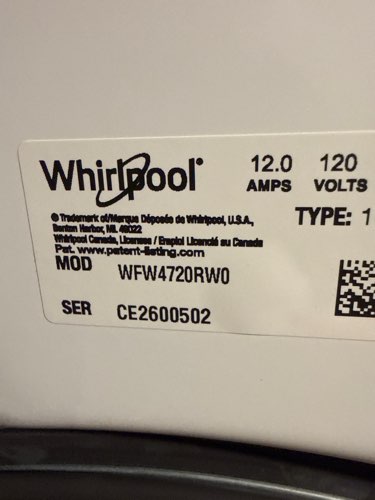 Whirlpool® 12.0 120
AMPS VOLTS
® Trademark of/Marque Déposée de Whirlpool, U.S.A.,
Benton Harbor, MI. 49022
Whirlpool Canada, Licensee / Emploi Licencié au Canada
Pat. www.patent-listing.com
TYPE: 1
MOD WFW4720RW0
SER CE2600502